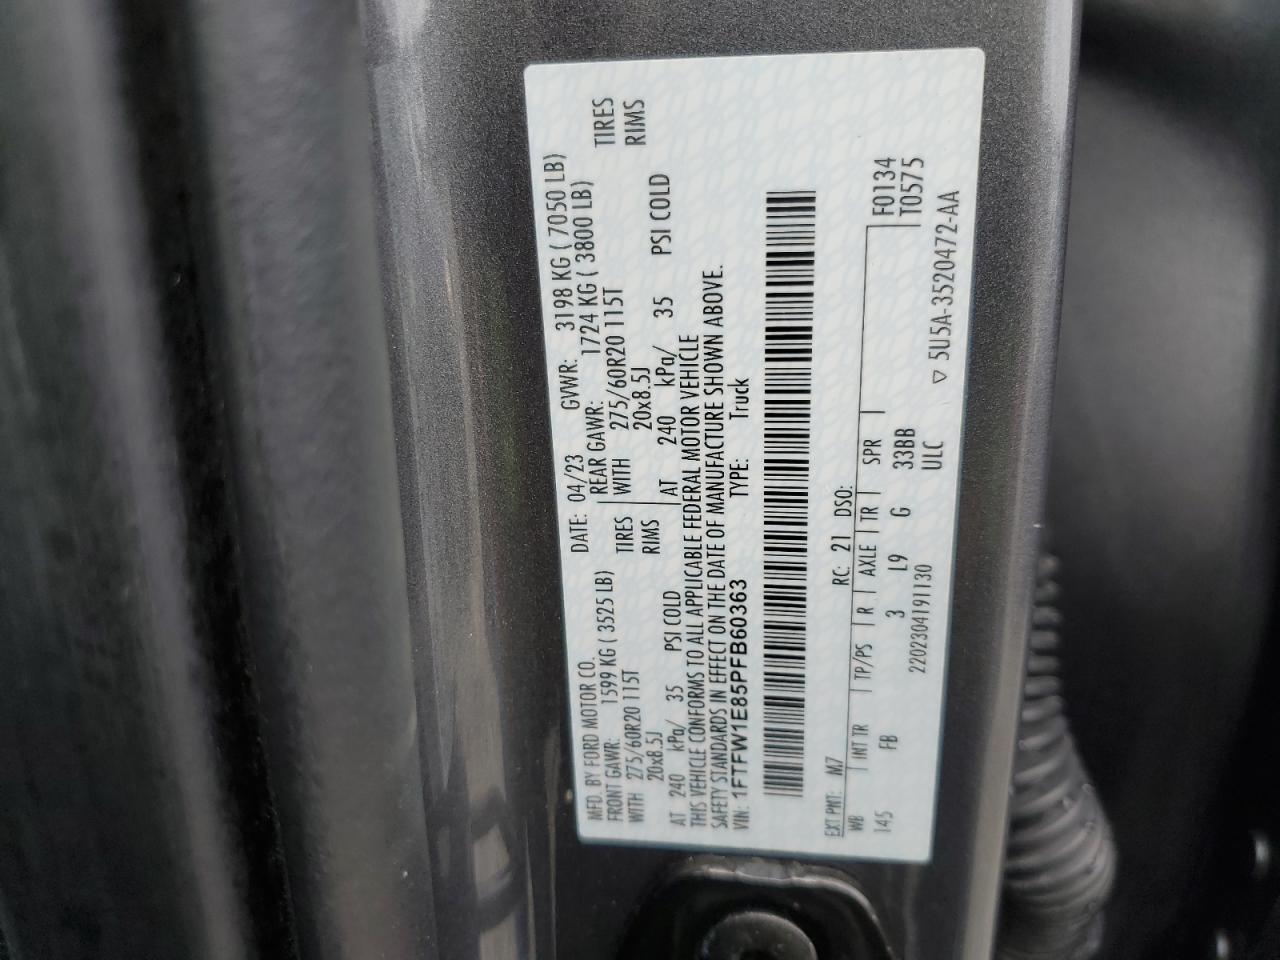 MFD. BY FORD MOTOR CO.
DATE: 04/23 GVWR: 3198 KG ( 7050 LB)
FRONT GAWR: 1599 KG ( 3525 LB) REAR GAWR: 1724 KG ( 3800 LB)
WITH 275/60R20 115T TIRES WITH 275/60R20 115T TIRES
20x8.5J RIMS 20x8.5J RIMS
AT 240 kPa/ 35 PSI COLD AT 240 kPa/ 35 PSI COLD
THIS VEHICLE CONFORMS TO ALL APPLICABLE FEDERAL MOTOR VEHICLE
SAFETY STANDARDS IN EFFECT ON THE DATE OF MANUFACTURE SHOWN ABOVE.
VIN: 1FTFW1E85PFB60363 TYPE: Truck
EXT PNT: M7 RC: 21 DSO: F0134
WB INT TR TP/PS R AXLE TR SPR T0575
145 FB 3 L9 G 33BB
2202304191130 ULC ▽ 5U5A-3520472-AA